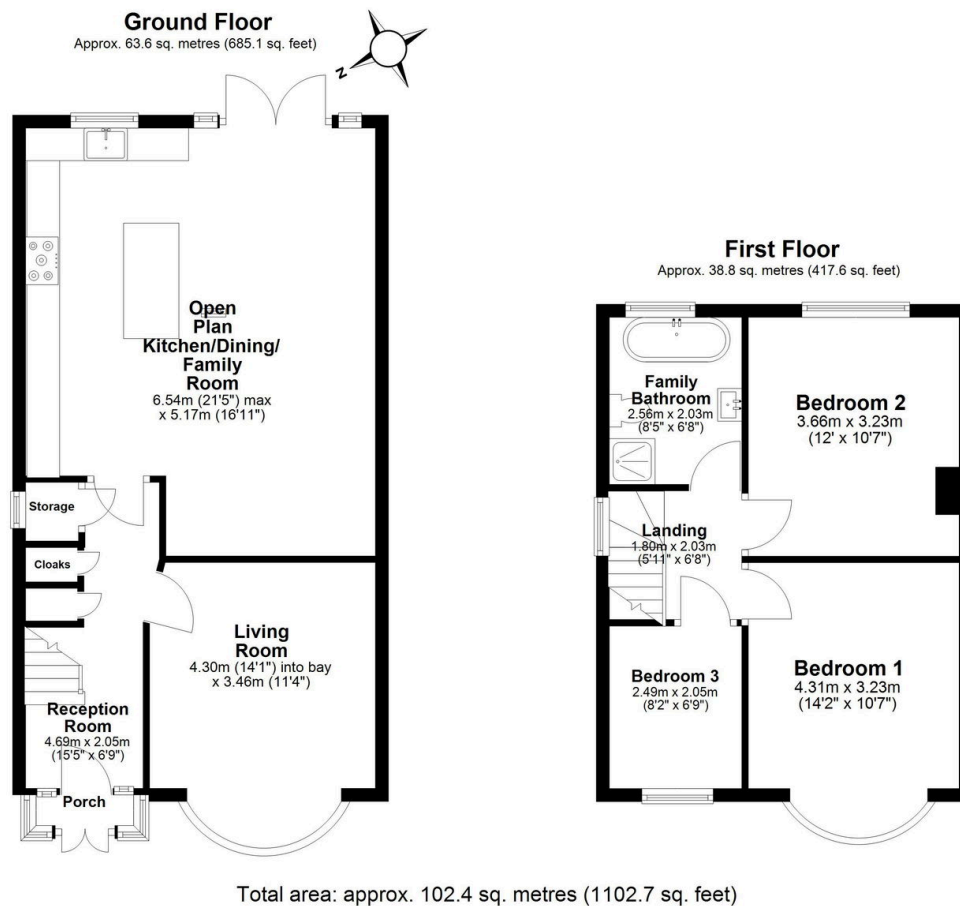 Ground Floor
Approx. 63.6 sq. metres (685.1 sq. feet)
N
Open
Plan
Kitchen/Dining/
Family
Room
6.54m (21'5") max
x 5.17m (16'11")
Storage
Cloaks
Living
Room
4.30m (14'1") into bay
x 3.46m (11'4")
Reception
Room
4.69m x 2.05m
(15'5" x 6'9")
Porch
First Floor
Approx. 38.8 sq. metres (417.6 sq. feet)
Family
Bathroom
2.56m x 2.03m
(8'5" x 6'8")
Bedroom 2
3.66m x 3.23m
(12' x 10'7")
Landing
1.80m x 2.03m
(5'11" x 6'8")
Bedroom 3
2.49m x 2.05m
(8'2" x 6'9")
Bedroom 1
4.31m x 3.23m
(14'2" x 10'7")
Total area: approx. 102.4 sq. metres (1102.7 sq. feet)